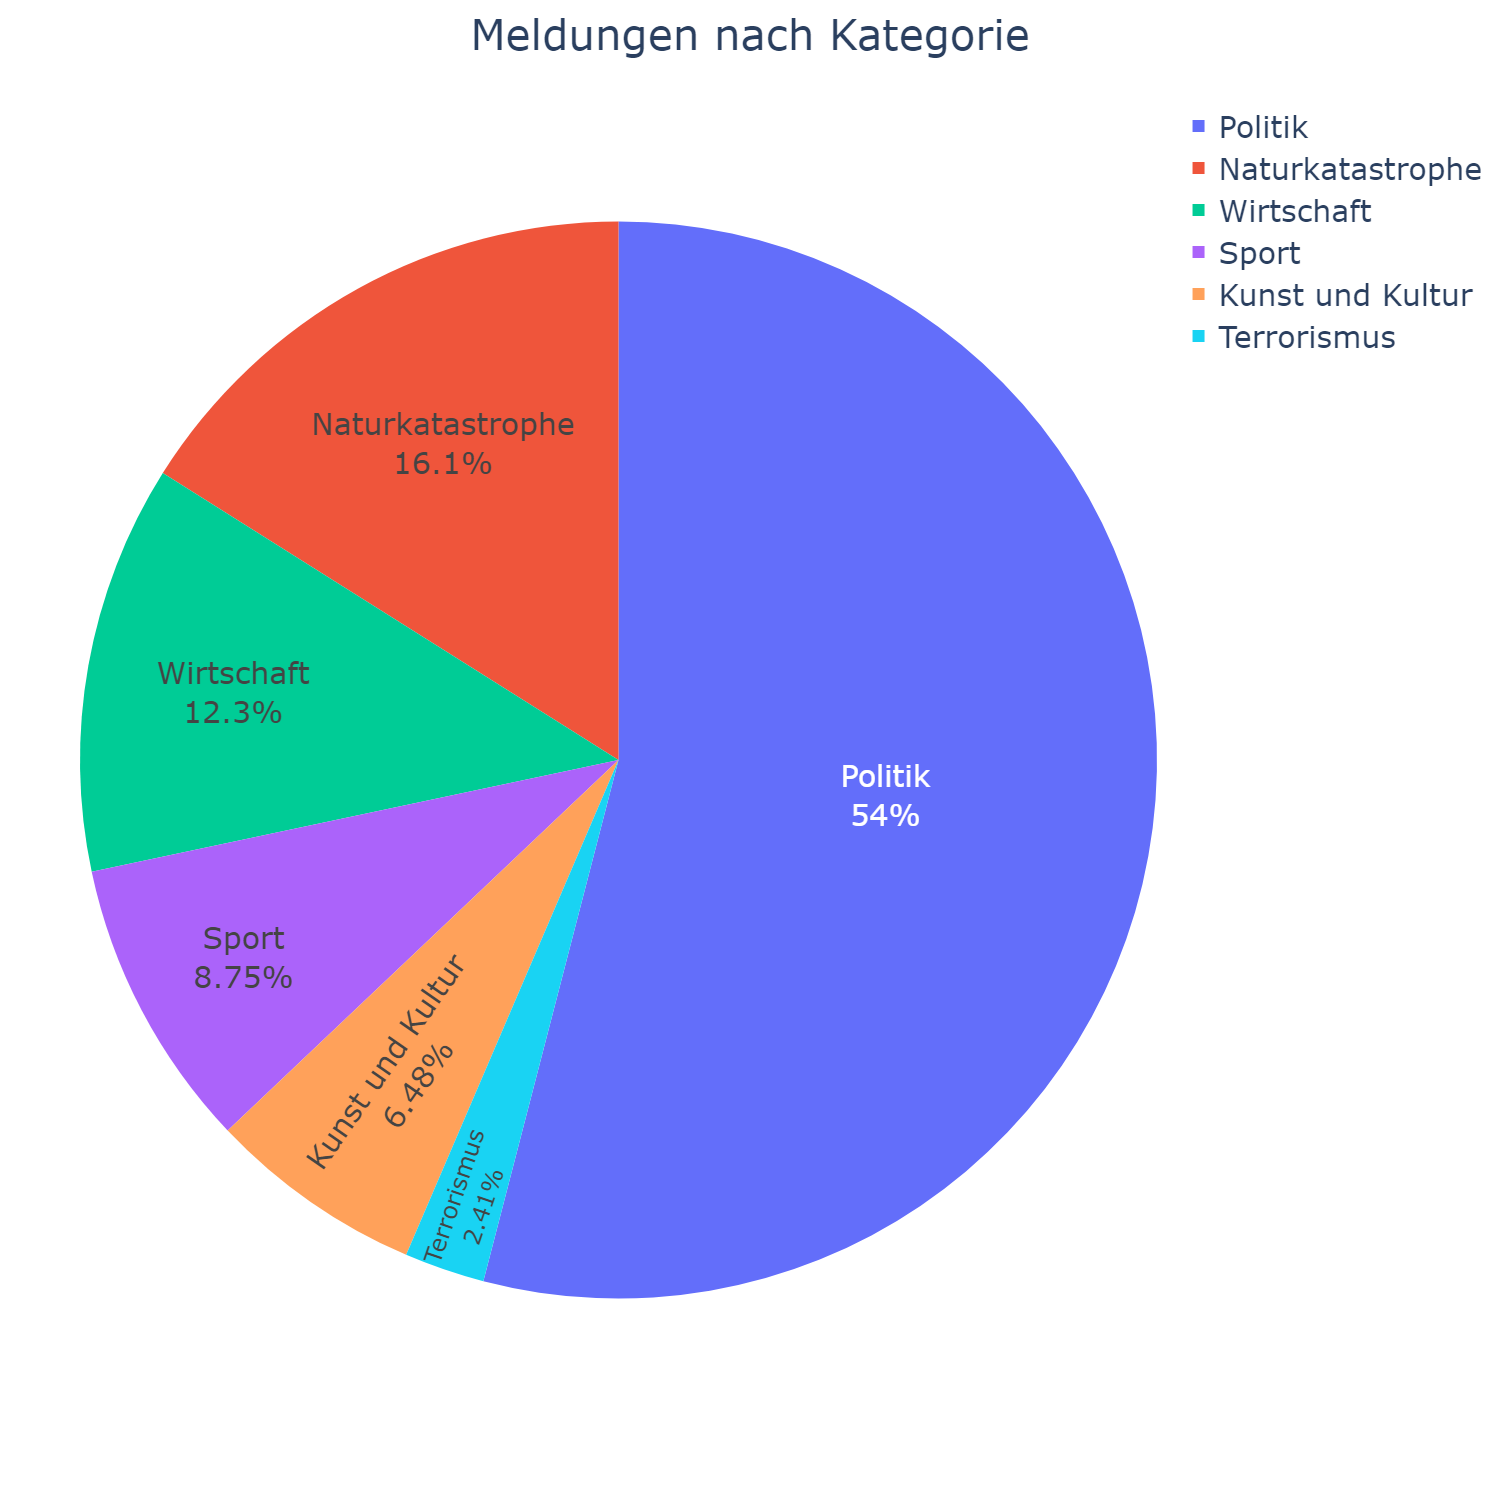 Meldungen nach Kategorie
Politik
Naturkatastrophe
Wirtschaft
Sport
Kunst und Kultur
Terrorismus
Naturkatastrophe
16.1%
Wirtschaft
12.3%
Politik
54%
Sport
8.75%
Kunst und Kultur
6.48%
Terrorismus
2.41%